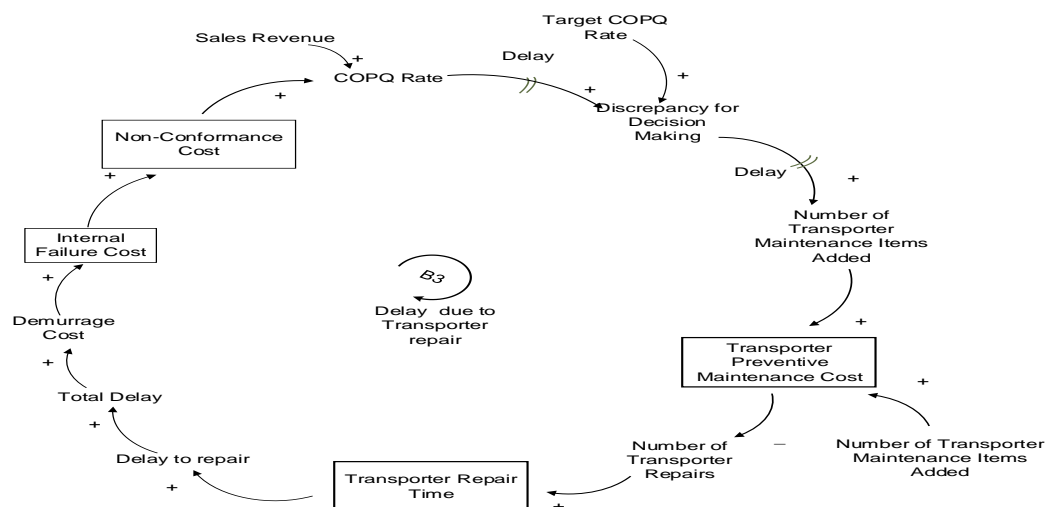 Sales Revenue
+
COPQ Rate
Delay
Target COPQ
Rate
+
+
Discrepancy for
Decision
Making
Delay
+
Number of
Transporter
Maintenance Items
Added
+
Transporter
Preventive
Maintenance Cost
+
Number of Transporter
Maintenance Items
Added
–
Number of
Transporter
Repairs
+
Transporter Repair
Time
+
Delay to repair
+
Total Delay
+
Demurrage
Cost
+
Internal
Failure Cost
+
Non-Conformance
Cost
+
B3
Delay due to
Transporter
repair